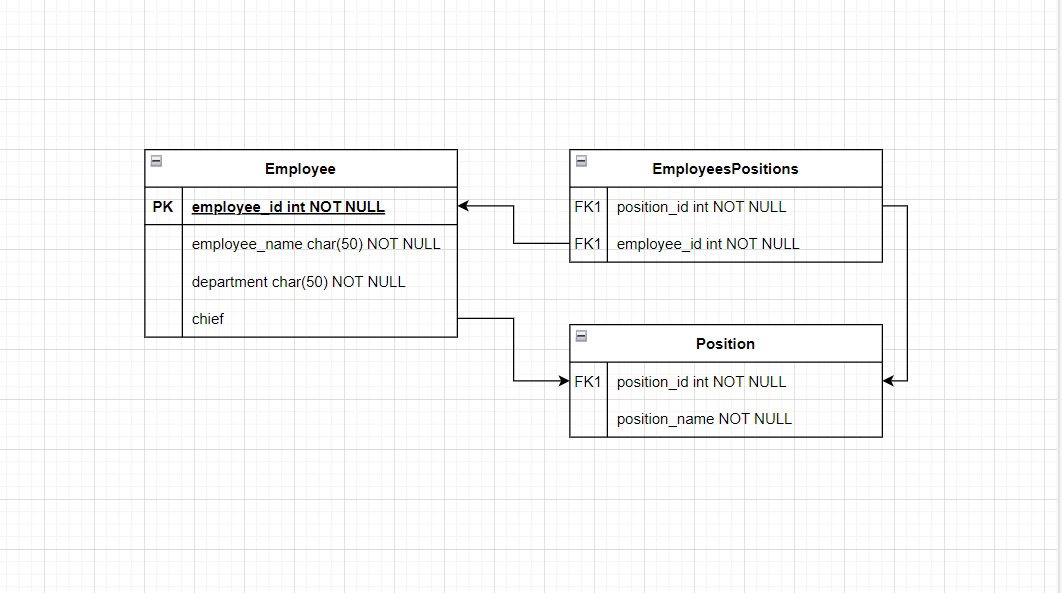 Employee
PK employee_id int NOT NULL
employee_name char(50) NOT NULL
department char(50) NOT NULL
chief
EmployeesPositions
FK1 position_id int NOT NULL
FK1 employee_id int NOT NULL
Position
FK1 position_id int NOT NULL
position_name NOT NULL